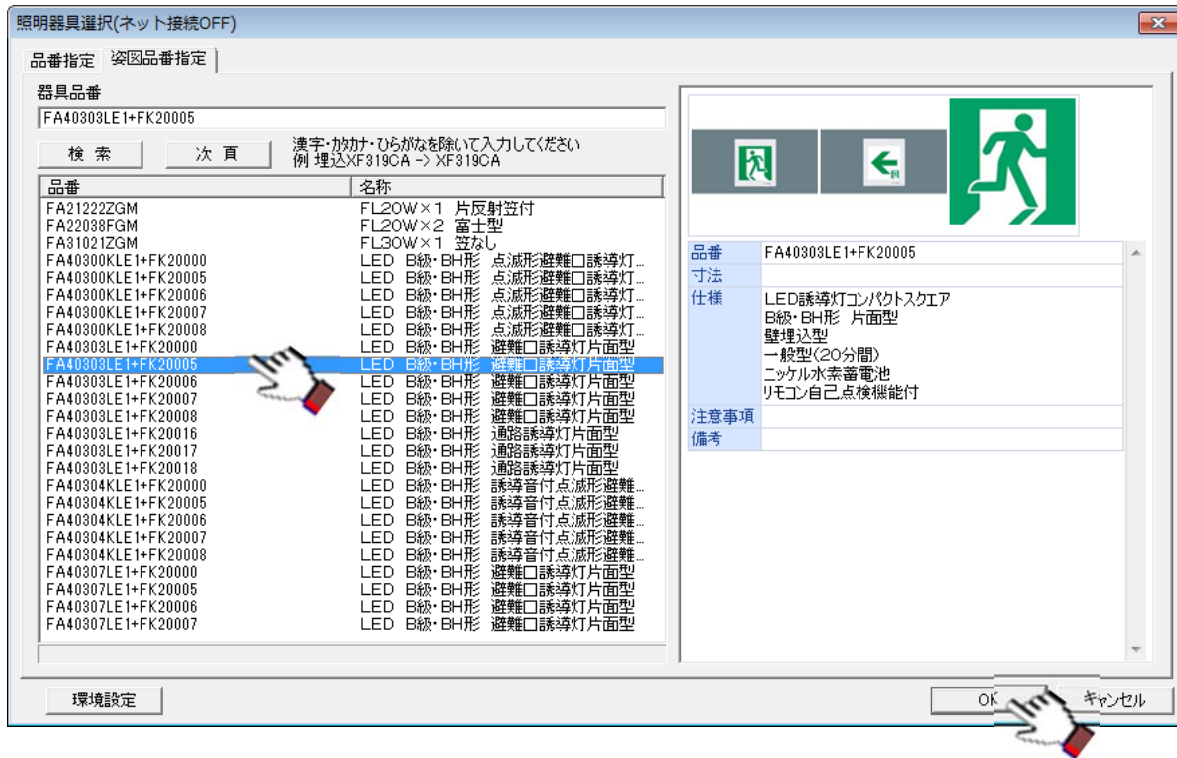 照明器具選択(ネット接続OFF)
品番指定 姿図品番指定
器具品番
FA40303LE1+FK20005
検 索 次 頁 漢字・カタカナ・ひらがなを除いて入力してください
例 埋込XF319CA -> XF319CA
品番 名称
FA21222ZGM FL20W×1 片反射笠付
FA22038FGM FL20W×2 富士型
FA31021ZGM FL30W×1 笠なし
FA40300KLE1+FK20000 LED B級・BH形 点滅形避難口誘導灯...
FA40300KLE1+FK20005 LED B級・BH形 点滅形避難口誘導灯...
FA40300KLE1+FK20006 LED B級・BH形 点滅形避難口誘導灯...
FA40300KLE1+FK20007 LED B級・BH形 点滅形避難口誘導灯...
FA40300KLE1+FK20008 LED B級・BH形 点滅形避難口誘導灯...
FA40303LE1+FK20000 LED B級・BH形 避難口誘導灯片面型
FA40303LE1+FK20005 LED B級・BH形 避難口誘導灯片面型
FA40303LE1+FK20006 LED B級・BH形 避難口誘導灯片面型
FA40303LE1+FK20007 LED B級・BH形 避難口誘導灯片面型
FA40303LE1+FK20008 LED B級・BH形 避難口誘導灯片面型
FA40303LE1+FK20016 LED B級・BH形 通路誘導灯片面型
FA40303LE1+FK20017 LED B級・BH形 通路誘導灯片面型
FA40303LE1+FK20018 LED B級・BH形 通路誘導灯片面型
FA40304KLE1+FK20000 LED B級・BH形 誘導音付点滅形避難...
FA40304KLE1+FK20005 LED B級・BH形 誘導音付点滅形避難...
FA40304KLE1+FK20006 LED B級・BH形 誘導音付点滅形避難...
FA40304KLE1+FK20007 LED B級・BH形 誘導音付点滅形避難...
FA40304KLE1+FK20008 LED B級・BH形 誘導音付点滅形避難...
FA40307LE1+FK20000 LED B級・BH形 避難口誘導灯片面型
FA40307LE1+FK20005 LED B級・BH形 避難口誘導灯片面型
FA40307LE1+FK20006 LED B級・BH形 避難口誘導灯片面型
FA40307LE1+FK20007 LED B級・BH形 避難口誘導灯片面型
品番 FA40303LE1+FK20005
寸法
仕様 LED誘導灯コンパクトスクエア
B級・BH形 片面型
壁埋込型
一般型(20分間)
ニッケル水素蓄電池
リモコン自己点検機能付
注意事項
備考
環境設定 OK キャンセル